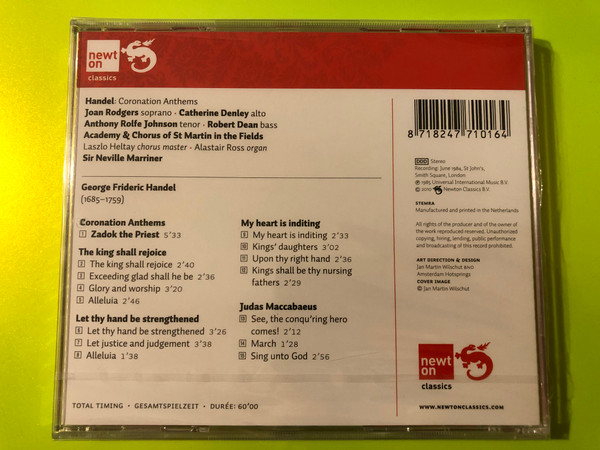 newt
on
classics
Handel: Coronation Anthems
Joan Rodgers soprano · Catherine Denley alto
Anthony Rolfe Johnson tenor · Robert Dean bass
Academy & Chorus of St Martin in the Fields
Laszlo Heltay chorus master · Alastair Ross organ
Sir Neville Marriner
George Frideric Handel
(1685–1759)
Coronation Anthems
1 Zadok the Priest 5'33
The king shall rejoice
2 The king shall rejoice 2'40
3 Exceeding glad shall he be 2'36
4 Glory and worship 3'20
5 Alleluia 2'46
Let thy hand be strengthened
6 Let thy hand be strengthened 3'26
7 Let justice and judgement 3'38
8 Alleluia 1'38
My heart is inditing
9 My heart is inditing 2'33
10 Kings' daughters 3'02
11 Upon thy right hand 2'36
12 Kings shall be thy nursing
fathers 2'29
Judas Maccabaeus
13 See, the conqu'ring hero
comes! 2'12
14 March 1'28
15 Sing unto God 2'56
TOTAL TIMING · GESAMTSPIELZEIT · DURÉE: 60'00
8 718247 710164
DDD Stereo
Recording: June 1984, St John's,
Smith Square, London
℗ 1985 Universal International Music B.V.
© 2010 Newton Classics B.V.
STEMRA
Manufactured and printed in the Netherlands
All rights of the producer and of the owner of
the work reproduced reserved. Unauthorized
copying, hiring, lending, public performance
and broadcasting of this record prohibited.
ART DIRECTION & DESIGN
Jan Martin Wilschut BNO
Amsterdam Hotsprings
COVER IMAGE
© Jan Martin Wilschut
newt
on
classics
WWW.NEWTONCLASSICS.COM